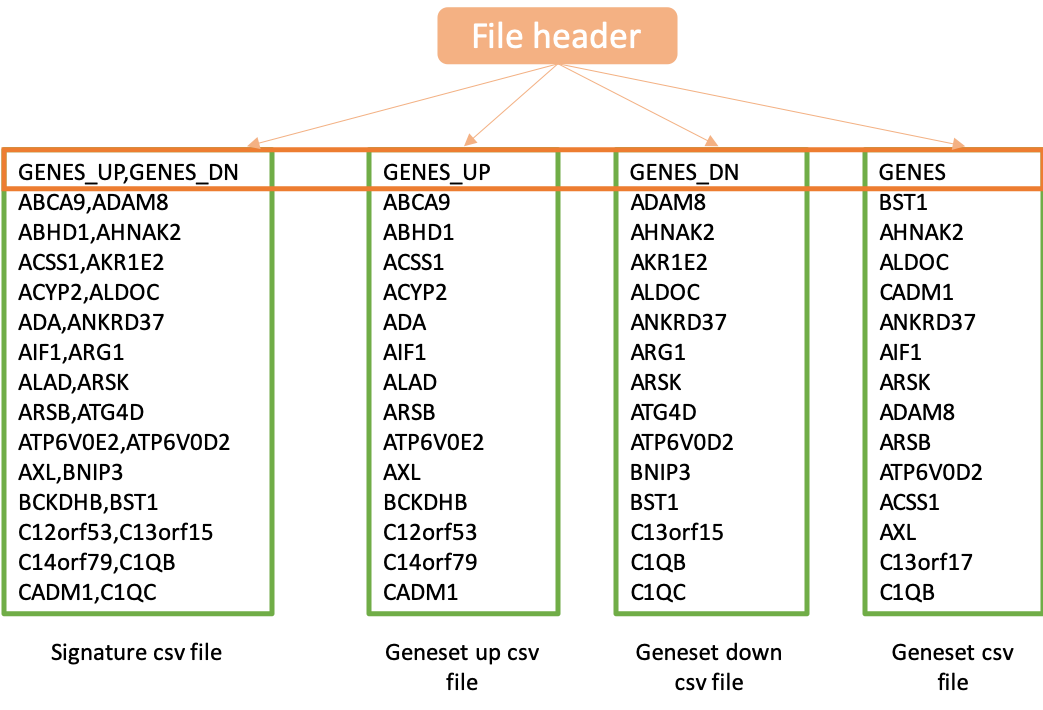 File header
GENES_UP,GENES_DN
ABCA9,ADAM8
ABHD1,AHNAK2
ACSS1,AKR1E2
ACYP2,ALDOC
ADA,ANKRD37
AIF1,ARG1
ALAD,ARSK
ARSB,ATG4D
ATP6V0E2,ATP6V0D2
AXL,BNIP3
BCKDHB,BST1
C12orf53,C13orf15
C14orf79,C1QB
CADM1,C1QC
Signature csv file
GENES_UP
ABCA9
ABHD1
ACSS1
ACYP2
ADA
AIF1
ALAD
ARSB
ATP6V0E2
AXL
BCKDHB
C12orf53
C14orf79
CADM1
Geneset up csv
file
GENES_DN
ADAM8
AHNAK2
AKR1E2
ALDOC
ANKRD37
ARG1
ARSK
ATG4D
ATP6V0D2
BNIP3
BST1
C13orf15
C1QB
C1QC
Geneset down
csv file
GENES
BST1
AHNAK2
ALDOC
CADM1
ANKRD37
AIF1
ARSK
ADAM8
ARSB
ATP6V0D2
ACSS1
AXL
C13orf17
C1QB
Geneset csv
file